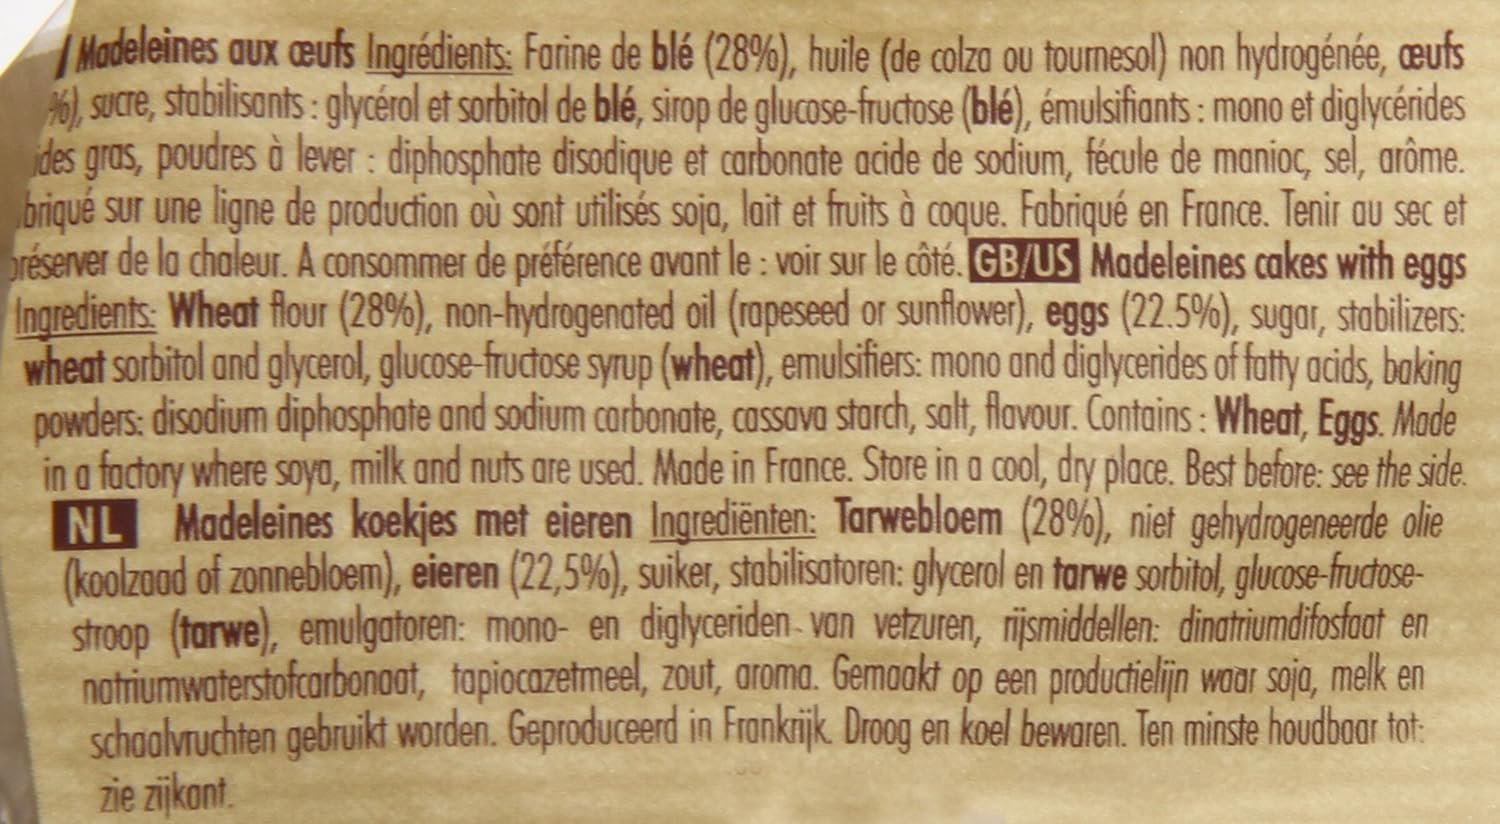 / Madeleines aux œufs Ingrédients: Farine de blé (28%), huile (de colza ou tournesol) non hydrogénée, œufs
%), sucre, stabilisants : glycérol et sorbitol de blé, sirop de glucose-fructose (blé), émulsifiants : mono et diglycérides
des gras, poudres à lever : diphosphate disodique et carbonate acide de sodium, fécule de manioc, sel, arôme.
briqué sur une ligne de production où sont utilisés soja, lait et fruits à coque. Fabriqué en France. Tenir au sec et
préserver de la chaleur. A consommer de préférence avant le : voir sur le côté. GB/US Madeleines cakes with eggs
Ingredients: Wheat flour (28%), non-hydrogenated oil (rapeseed or sunflower), eggs (22.5%), sugar, stabilizers:
wheat sorbitol and glycerol, glucose-fructose syrup (wheat), emulsifiers: mono and diglycerides of fatty acids, baking
powders: disodium diphosphate and sodium carbonate, cassava starch, salt, flavour. Contains : Wheat, Eggs. Made
in a factory where soya, milk and nuts are used. Made in France. Store in a cool, dry place. Best before: see the side.
NL Madeleines koekjes met eieren Ingrediënten: Tarwebloem (28%), niet gehydrogeneerde olie
(koolzaad of zonnebloem), eieren (22,5%), suiker, stabilisatoren: glycerol en tarwe sorbitol, glucose-fructose-
stroop (tarwe), emulgatoren: mono- en diglyceriden van vetzuren, rijsmiddelen: dinatriumdifosfaat en
natriumwaterstofcarbonaat, tapiocazetmeel, zout, aroma. Gemaakt op een productielijn waar soja, melk en
schaalvruchten gebruikt worden. Geproduceerd in Frankrijk. Droog en koel bewaren. Ten minste houdbaar tot:
zie zijkant.